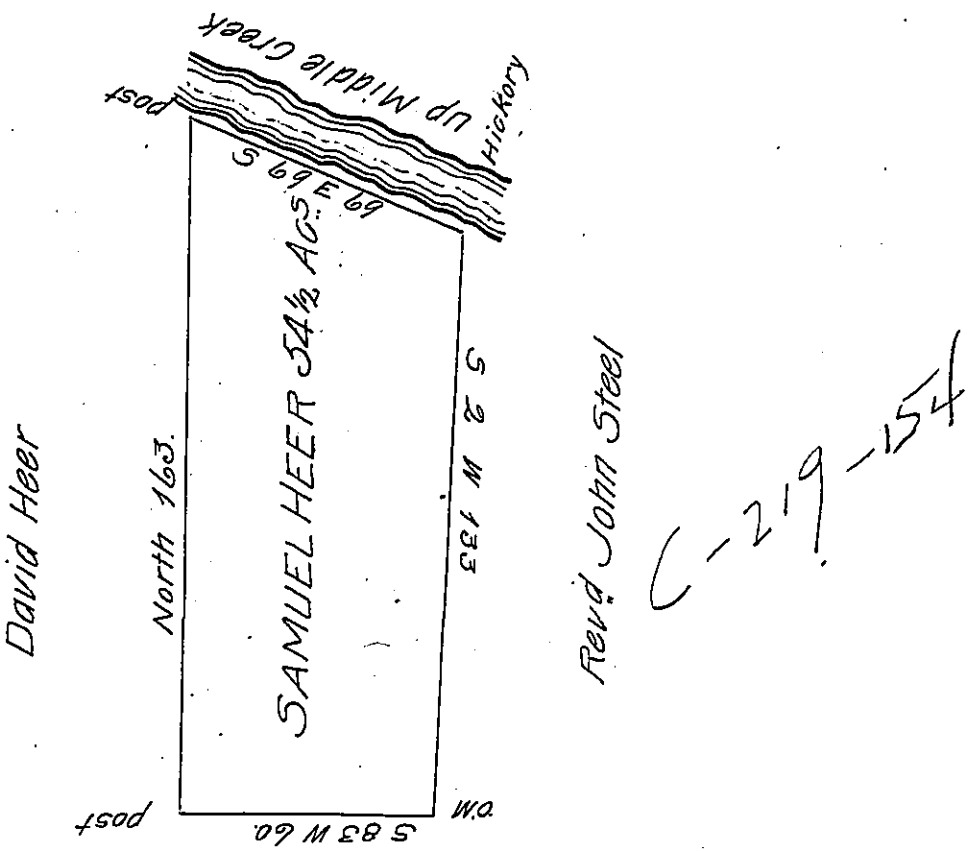 up Middle Creek
post
Hickory
S 69 E 69
David Heer
North 163.
SAMUEL HEER 54½ Acs.
S 2 W 133
Rev'd John Steel
C-219-154
post
S 83 W 60.
W.O